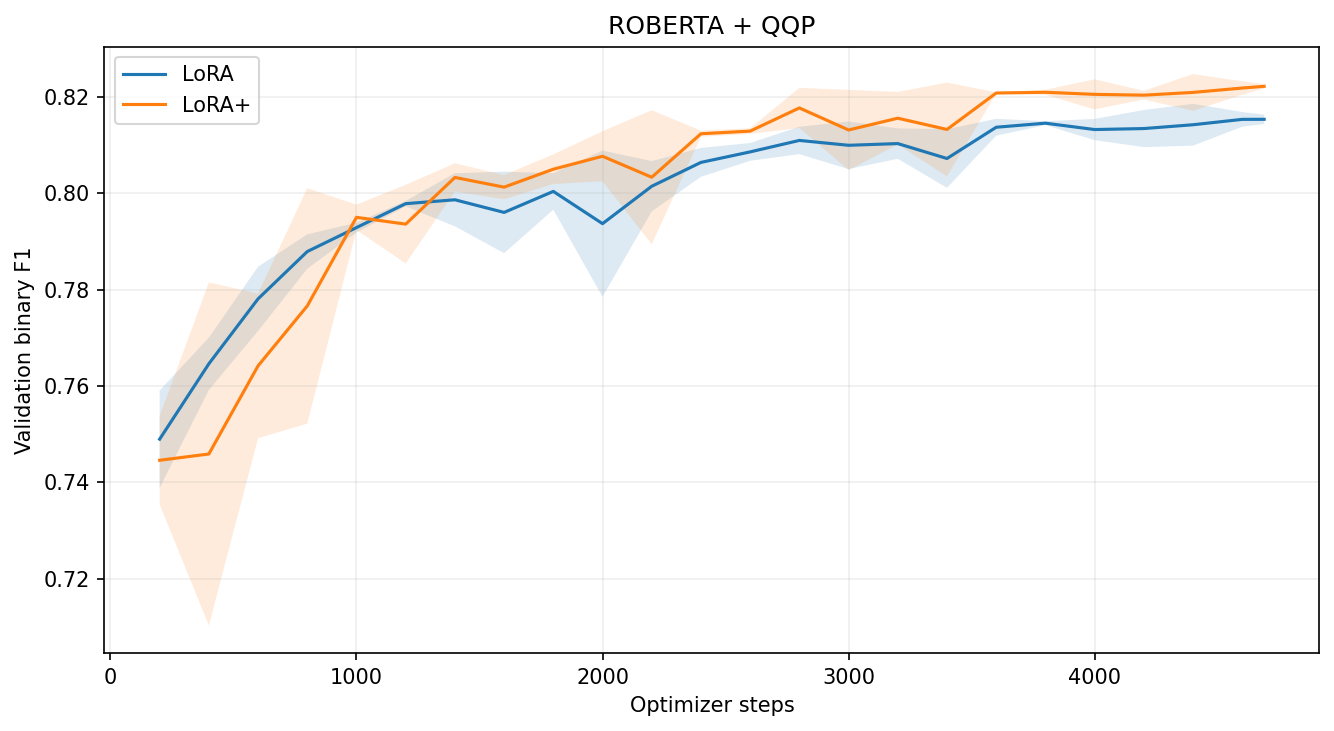 ROBERTA + QQP
LoRA
LoRA+
Validation binary F1
0.82
0.80
0.78
0.76
0.74
0.72
0
1000
2000
3000
4000
Optimizer steps